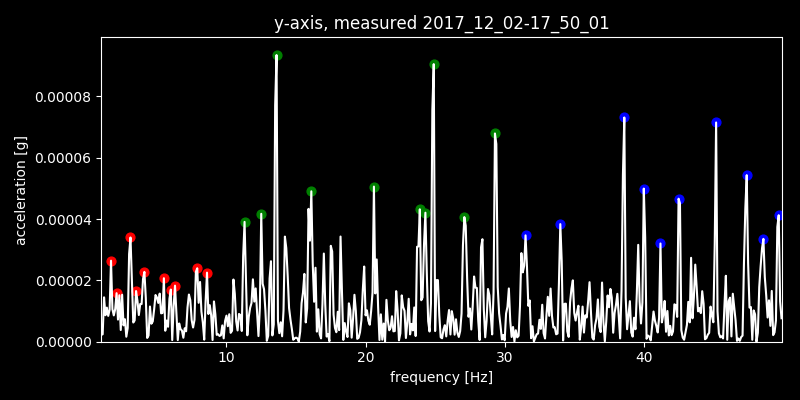 y-axis, measured 2017_12_02-17_50_01
acceleration [g]
0.00008
0.00006
0.00004
0.00002
0.00000
10 20 30 40
frequency [Hz]